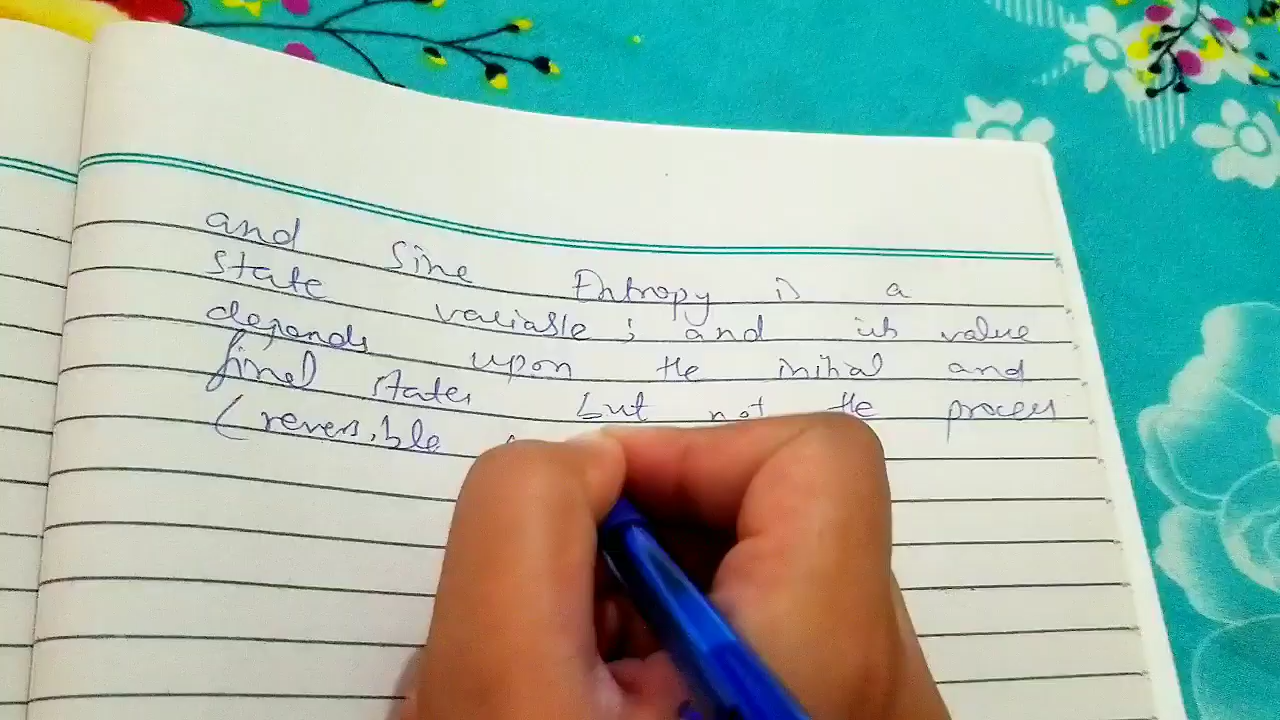 and Sine Entropy is a
state variable; and its value
depends upon the initial and
final states but not the process
(reversible